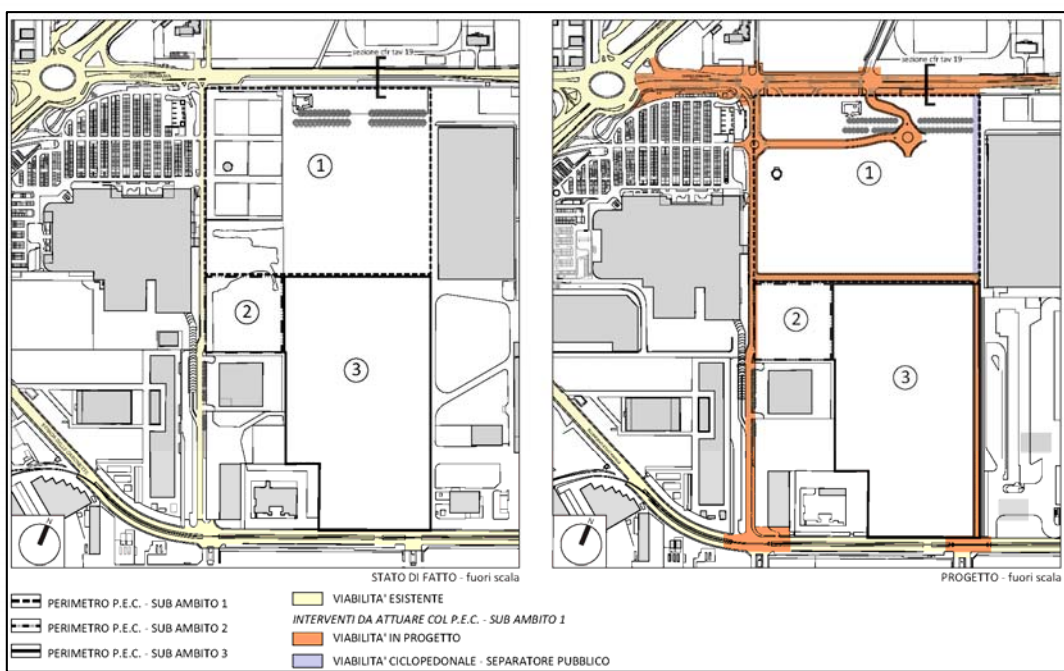 sezione cfr tav 19
1
2
3
N
STATO DI FATTO - fuori scala
sezione cfr tav 19
1
2
3
N
PROGETTO - fuori scala
PERIMETRO P.E.C. - SUB AMBITO 1
PERIMETRO P.E.C. - SUB AMBITO 2
PERIMETRO P.E.C. - SUB AMBITO 3
VIABILITA' ESISTENTE
INTERVENTI DA ATTUARE COL P.E.C. - SUB AMBITO 1
VIABILITA' IN PROGETTO
VIABILITA' CICLOPEDONALE - SEPARATORE PUBBLICO